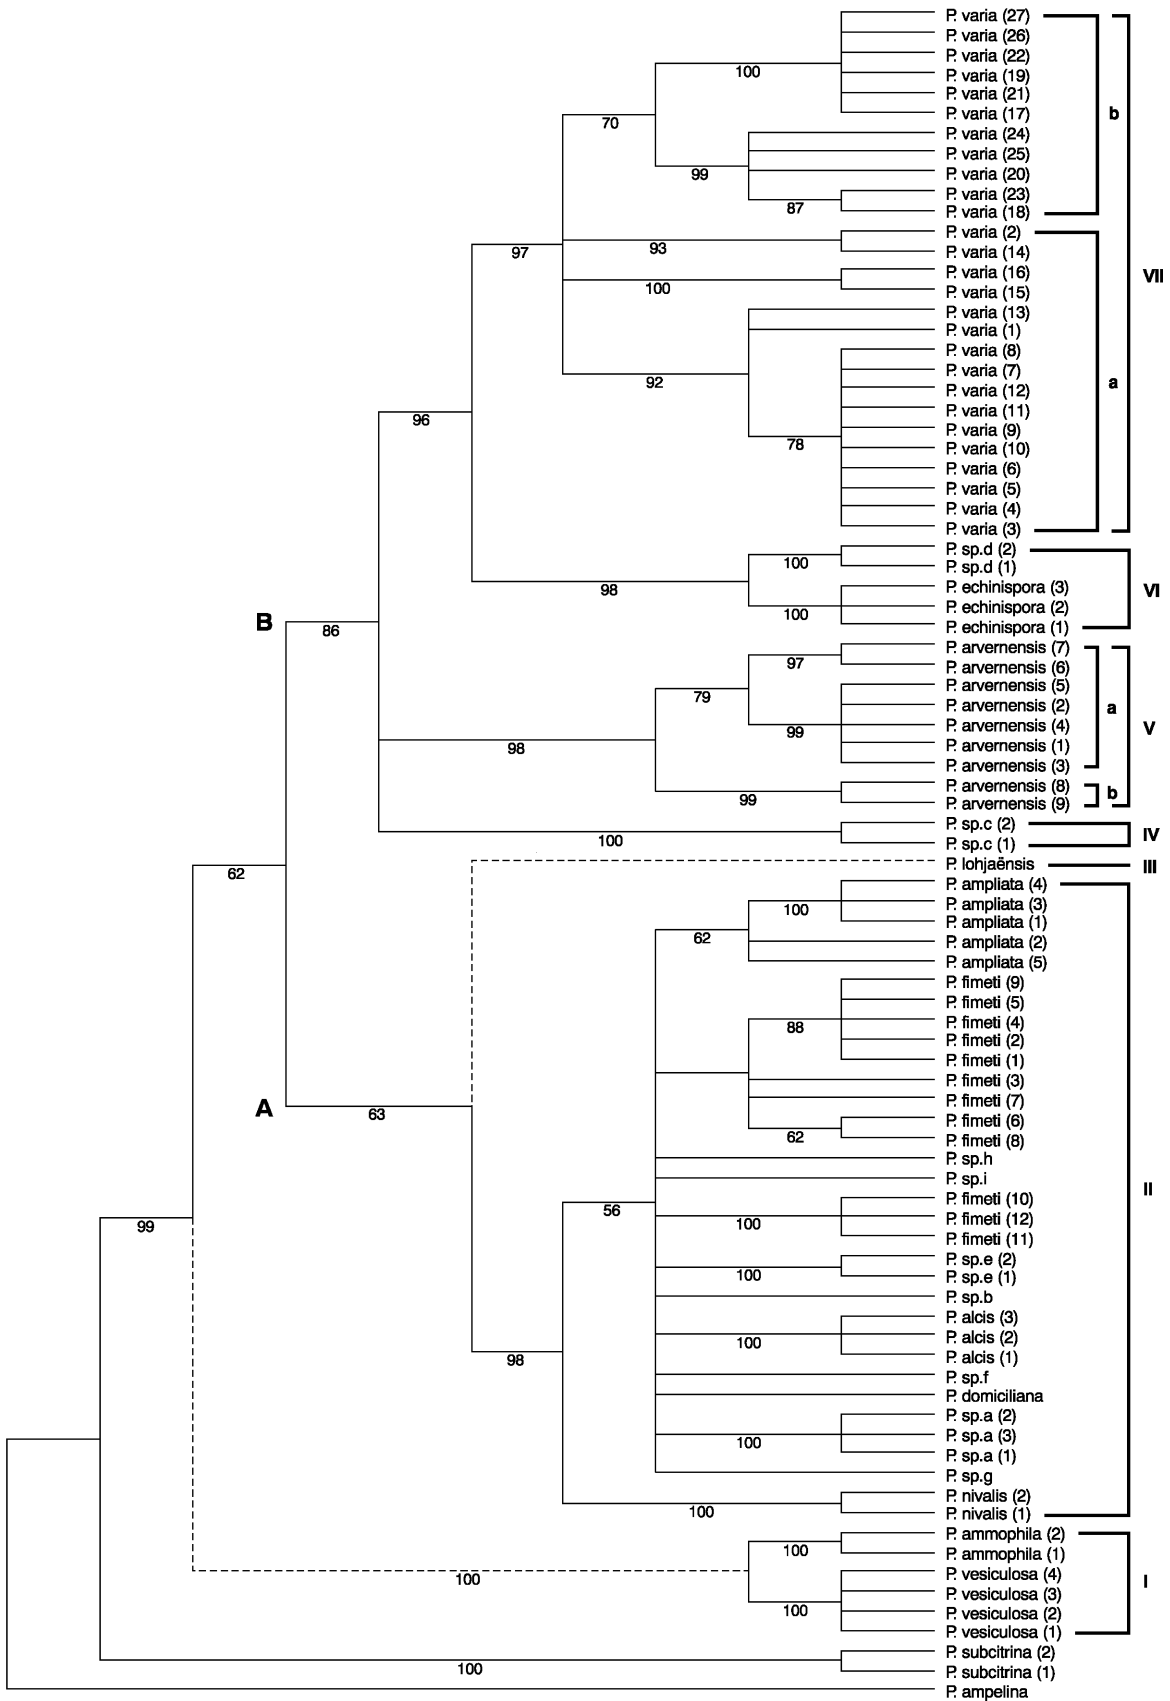 P. varia (27)
P. varia (26)
P. varia (22)
100
P. varia (19)
P. varia (21)
P. varia (17)
b
70
P. varia (24)
P. varia (25)
99
P. varia (20)
P. varia (23)
87
P. varia (18)
P. varia (2)
93
97
P. varia (14)
P. varia (16)
VII
100
P. varia (15)
P. varia (13)
P. varia (1)
P. varia (8)
P. varia (7)
92
a
P. varia (12)
P. varia (11)
96
P. varia (9)
78
P. varia (10)
P. varia (6)
P. varia (5)
P. varia (4)
P. varia (3)
P. sp.d (2)
100
P. sp.d (1)
98
P. echinispora (3)
VI
P. echinispora (2)
100
B
P. echinispora (1)
86
P. arvernensis (7)
97
P. arvernensis (6)
P. arvernensis (5)
79
P. arvernensis (2)
a
P. arvernensis (4)
V
99
P. arvernensis (1)
98
P. arvernensis (3)
P. arvernensis (8)
b
99
P. arvernensis (9)
P. sp.c (2)
IV
100
P. sp.c (1)
P. lohjaënsis
III
62
P. ampliata (4)
P. ampliata (3)
100
P. ampliata (1)
62
P. ampliata (2)
P. ampliata (5)
P. fimeti (9)
P. fimeti (5)
P. fimeti (4)
88
P. fimeti (2)
P. fimeti (1)
P. fimeti (3)
P. fimeti (7)
A
63
P. fimeti (6)
62
P. fimeti (8)
P. sp.h
P. sp.i
II
P. fimeti (10)
56
P. fimeti (12)
100
99
P. fimeti (11)
P. sp.e (2)
100
P. sp.e (1)
P. sp.b
P. alcis (3)
P. alcis (2)
100
P. alcis (1)
98
P. sp.f
P. domiciliana
P. sp.a (2)
P. sp.a (3)
100
P. sp.a (1)
P. sp.g
P. nivalis (2)
100
P. nivalis (1)
P. ammophila (2)
100
P. ammophila (1)
100
P. vesiculosa (4)
I
P. vesiculosa (3)
100
P. vesiculosa (2)
P. vesiculosa (1)
P. subcitrina (2)
100
P. subcitrina (1)
P. ampelina